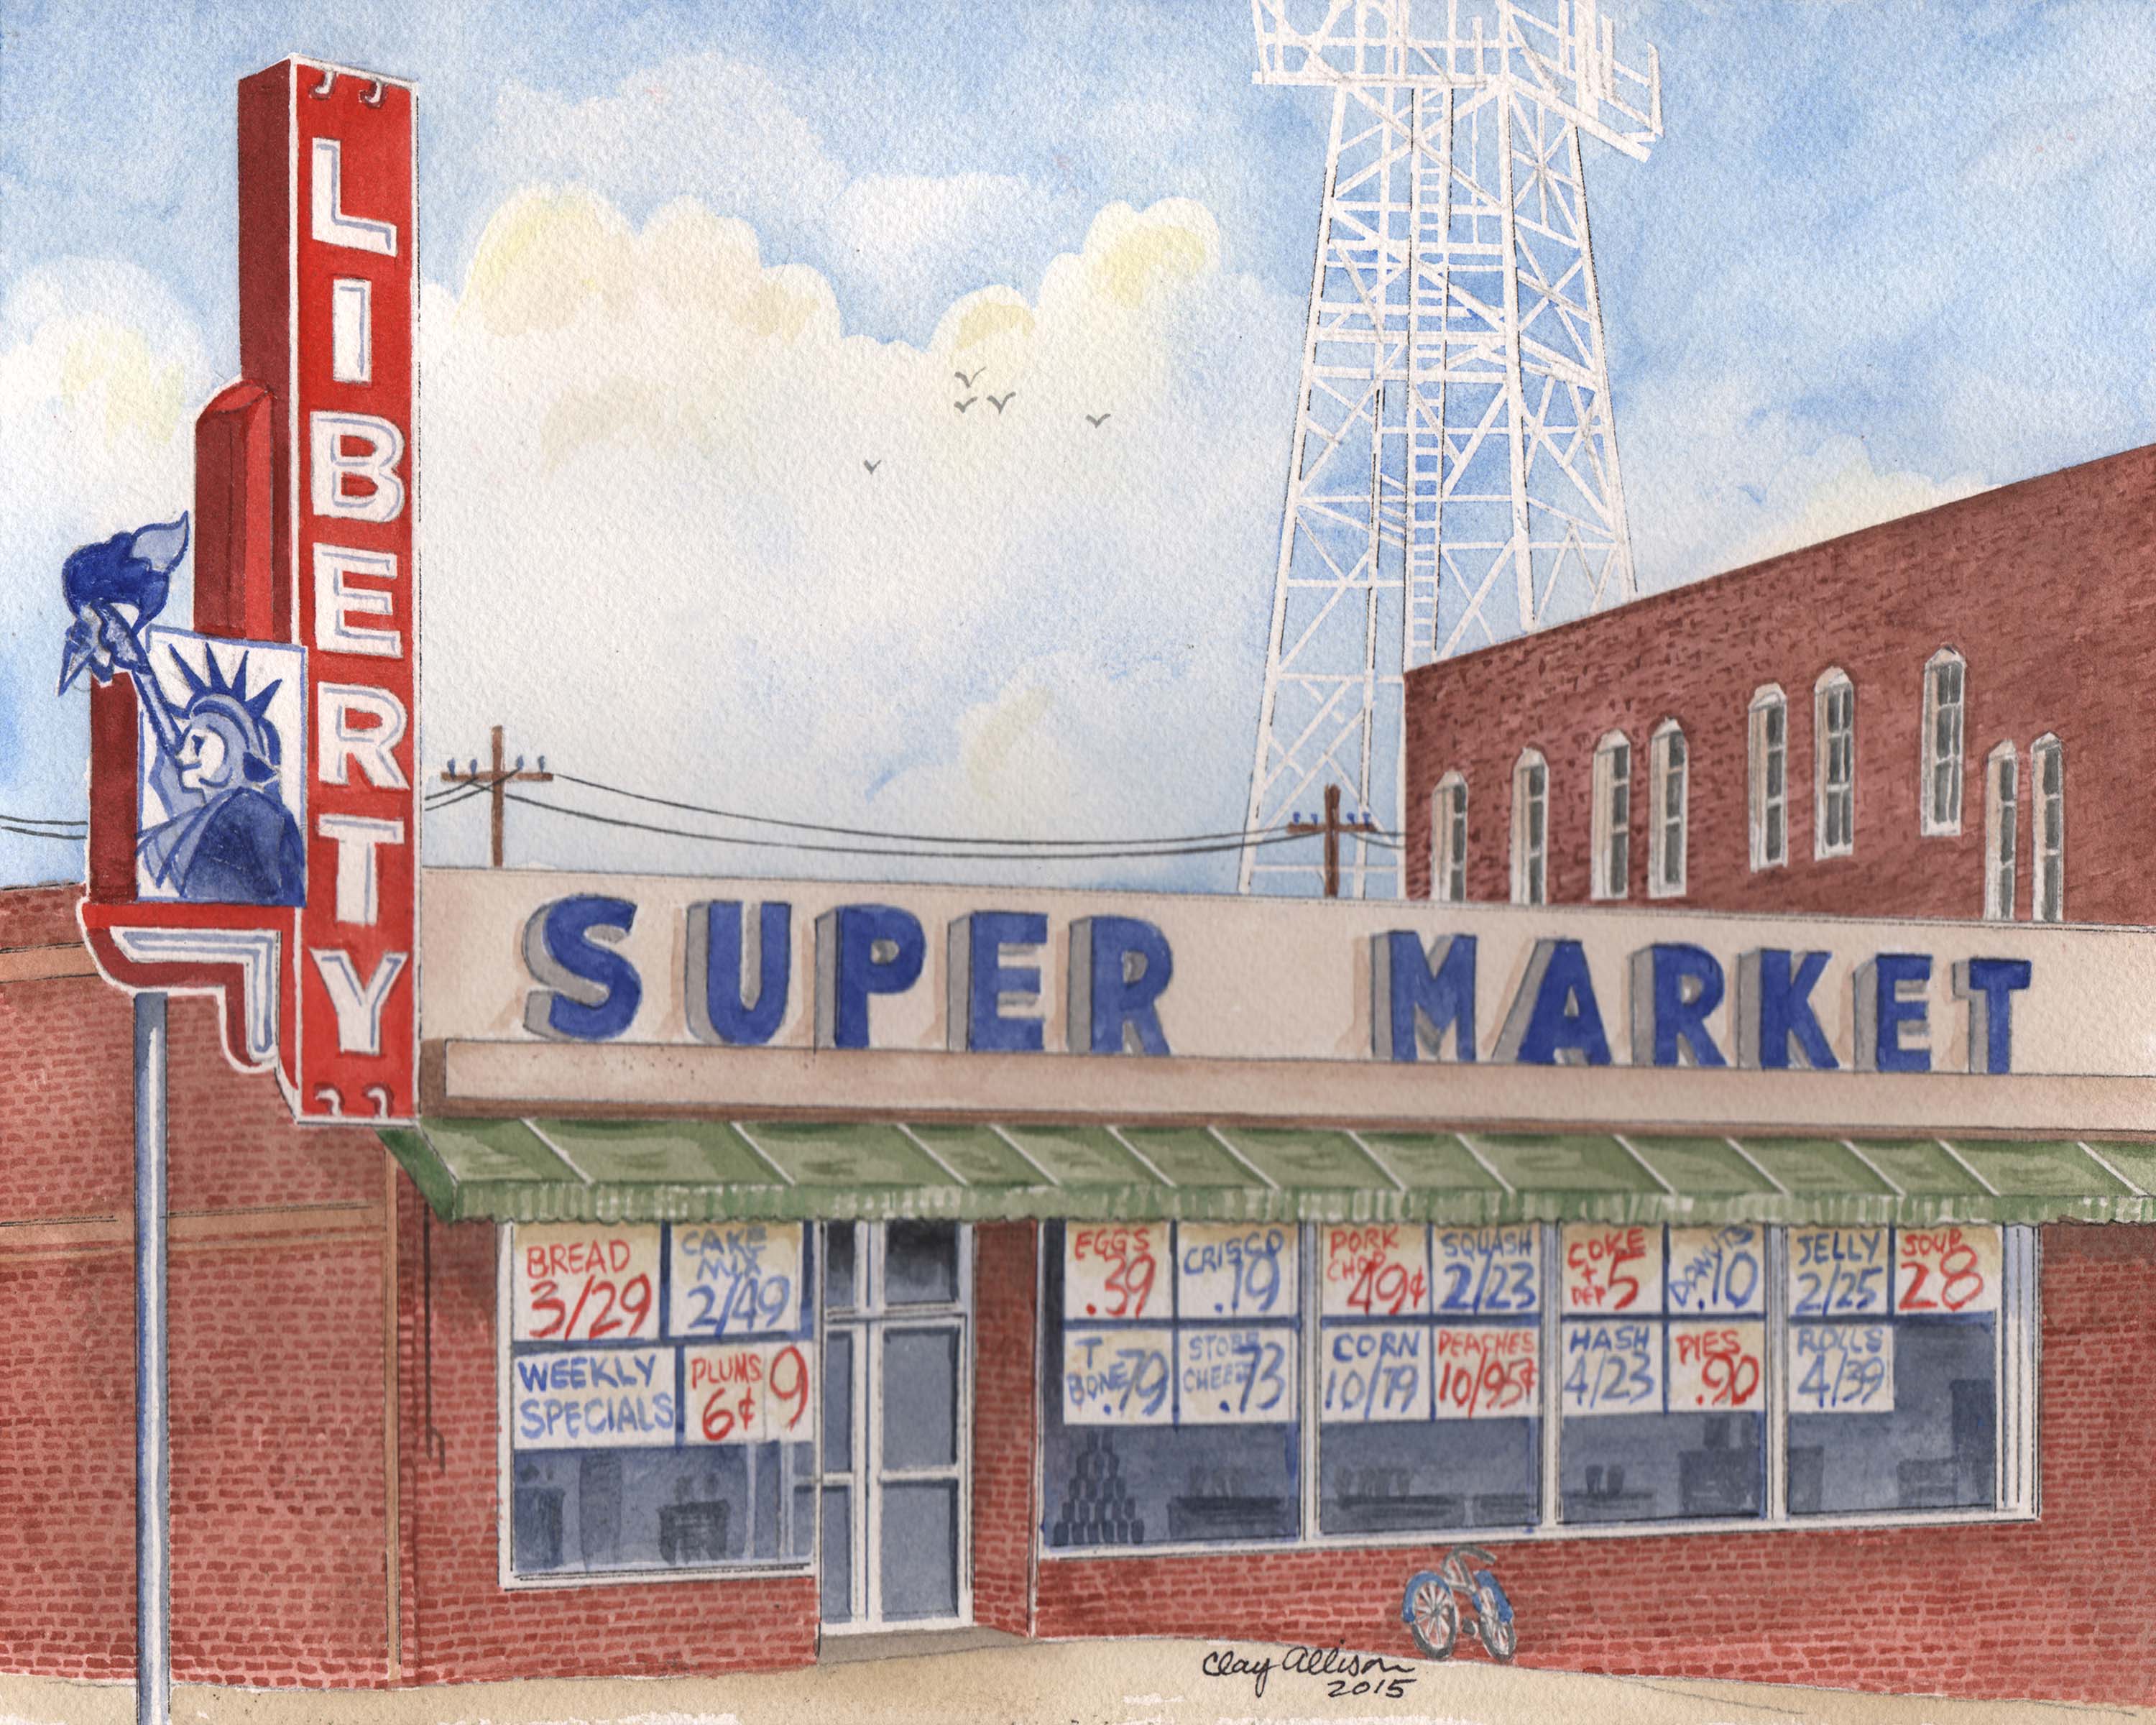 LIBERTY
SUPER MARKET
BREAD
3/29
CAKE
MIX
2/49
WEEKLY
SPECIALS
PLUMS
6¢
9
EGGS
.39
CRISCO
.19
PORK
CHOP
49¢
SQUASH
2/23
COKE
+
DEP
5
DONUTS
.10
JELLY
2/25
SOUP
28
T
BONE
.79
CHEESE
.73
CORN
10/79
PEACHES
10/95¢
HASH
4/23
PIES
.90
ROLLS
4/39
Clay Allison
2015